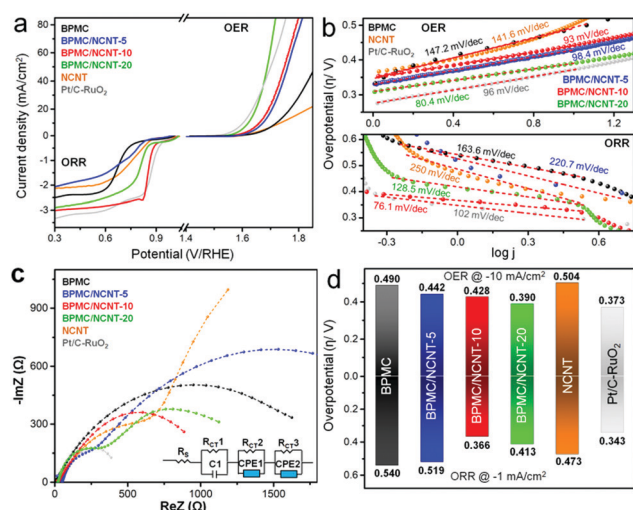 a
Current density (mA/cm²)
80
60
40
20
0
-1
-2
-3
BPMC
BPMC/NCNT-5
BPMC/NCNT-10
BPMC/NCNT-20
NCNT
Pt/C-RuO₂
OER
ORR
0.3
0.6
0.9
1.4
1.6
1.8
Potential (V/RHE)
b
Overpotential (η/ V)
BPMC
NCNT
Pt/C-RuO₂
OER
0.6
0.5
0.4
0.3
0.2
147.2 mV/dec
141.6 mV/dec
93 mV/dec
98.4 mV/dec
80.4 mV/dec
96 mV/dec
BPMC/NCNT-5
BPMC/NCNT-10
BPMC/NCNT-20
0.0
0.4
0.8
1.2
ORR
0.6
0.5
0.4
0.3
163.6 mV/dec
220.7 mV/dec
250 mV/dec
128.5 mV/dec
76.1 mV/dec
102 mV/dec
-0.3
0.0
0.3
0.6
log j
c
-ImZ (Ω)
-900
-600
300
0
BPMC
BPMC/NCNT-5
BPMC/NCNT-10
BPMC/NCNT-20
NCNT
Pt/C-RuO₂
Rs
RCT1
C1
RCT2
CPE1
RCT3
CPE2
0
500
1000
1500
ReZ (Ω)
d
Overpotential (η/ V)
OER @ -10 mA/cm²
0.490
0.442
0.428
0.390
0.504
0.373
0.4
0.2
0.0
0.2
0.4
0.6
BPMC
BPMC/NCNT-5
BPMC/NCNT-10
BPMC/NCNT-20
NCNT
Pt/C-RuO₂
0.540
0.519
0.366
0.413
0.473
0.343
ORR @ -1 mA/cm²